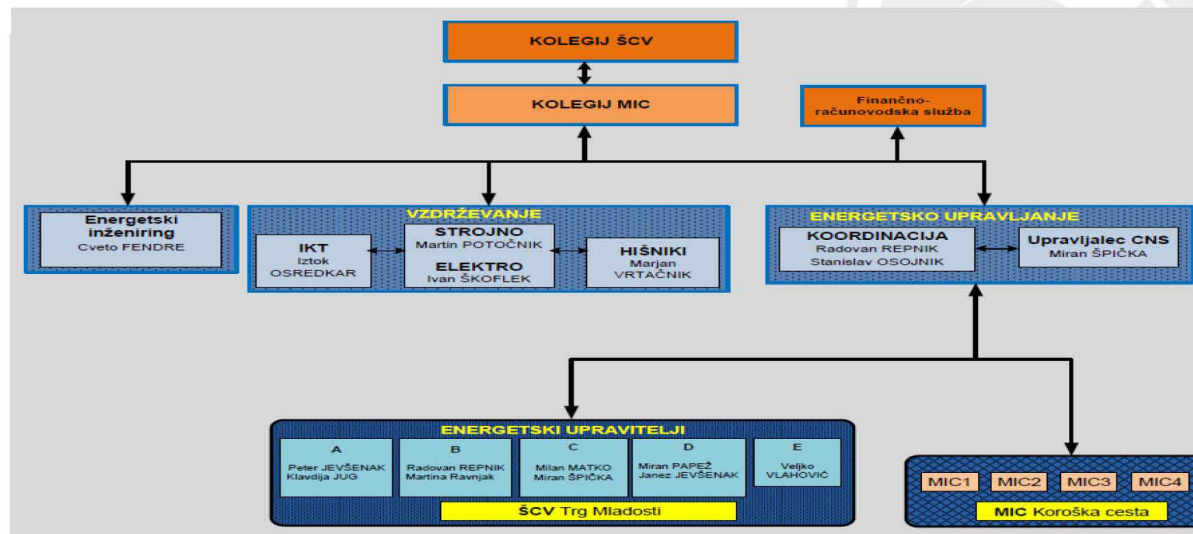 KOLEGIJ ŠCV
KOLEGIJ MIC
Finančno-
računovodska služba
Energetski
inženiring
Cveto FENDRE
VZDRŽEVANJE
IKT
Iztok
OSREDKAR
STROJNO
Martin POTOČNIK
ELEKTRO
Ivan ŠKOFLEK
HIŠNIKI
Marjan
VRTAČNIK
ENERGETSKO UPRAVLJANJE
KOORDINACIJA
Radovan REPNIK
Stanislav OSOJNIK
Upravljalec CNS
Miran ŠPIČKA
ENERGETSKI UPRAVITELJI
A
Peter JEVŠENAK
Klavdija JUG
B
Radovan REPNIK
Martina Ravnjak
C
Milan MATKO
Miran ŠPIČKA
D
Miran PAPEŽ
Janez JEVŠENAK
E
Veljko
VLAHOVIČ
ŠCV Trg Mladosti
MIC1 MIC2 MIC3 MIC4
MIC Koroška cesta